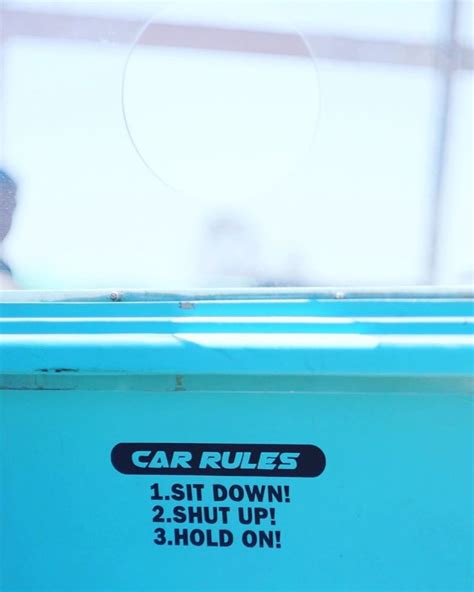 CAR RULES
1.SIT DOWN!
2.SHUT UP!
3.HOLD ON!